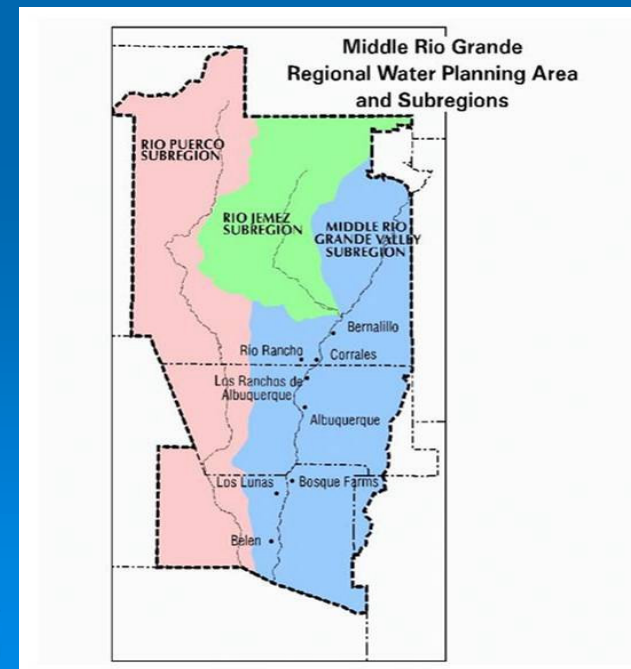 Middle Rio Grande
Regional Water Planning Area
and Subregions
RIO PUERCO
SUBREGION
RIO JEMEZ
SUBREGION
MIDDLE RIO
GRANDE VALLEY
SUBREGION
Bernalillo
Rio Rancho
Corrales
Los Ranchos de
Albuquerque
Albuquerque
Los Lunas
Bosque Farms
Belen